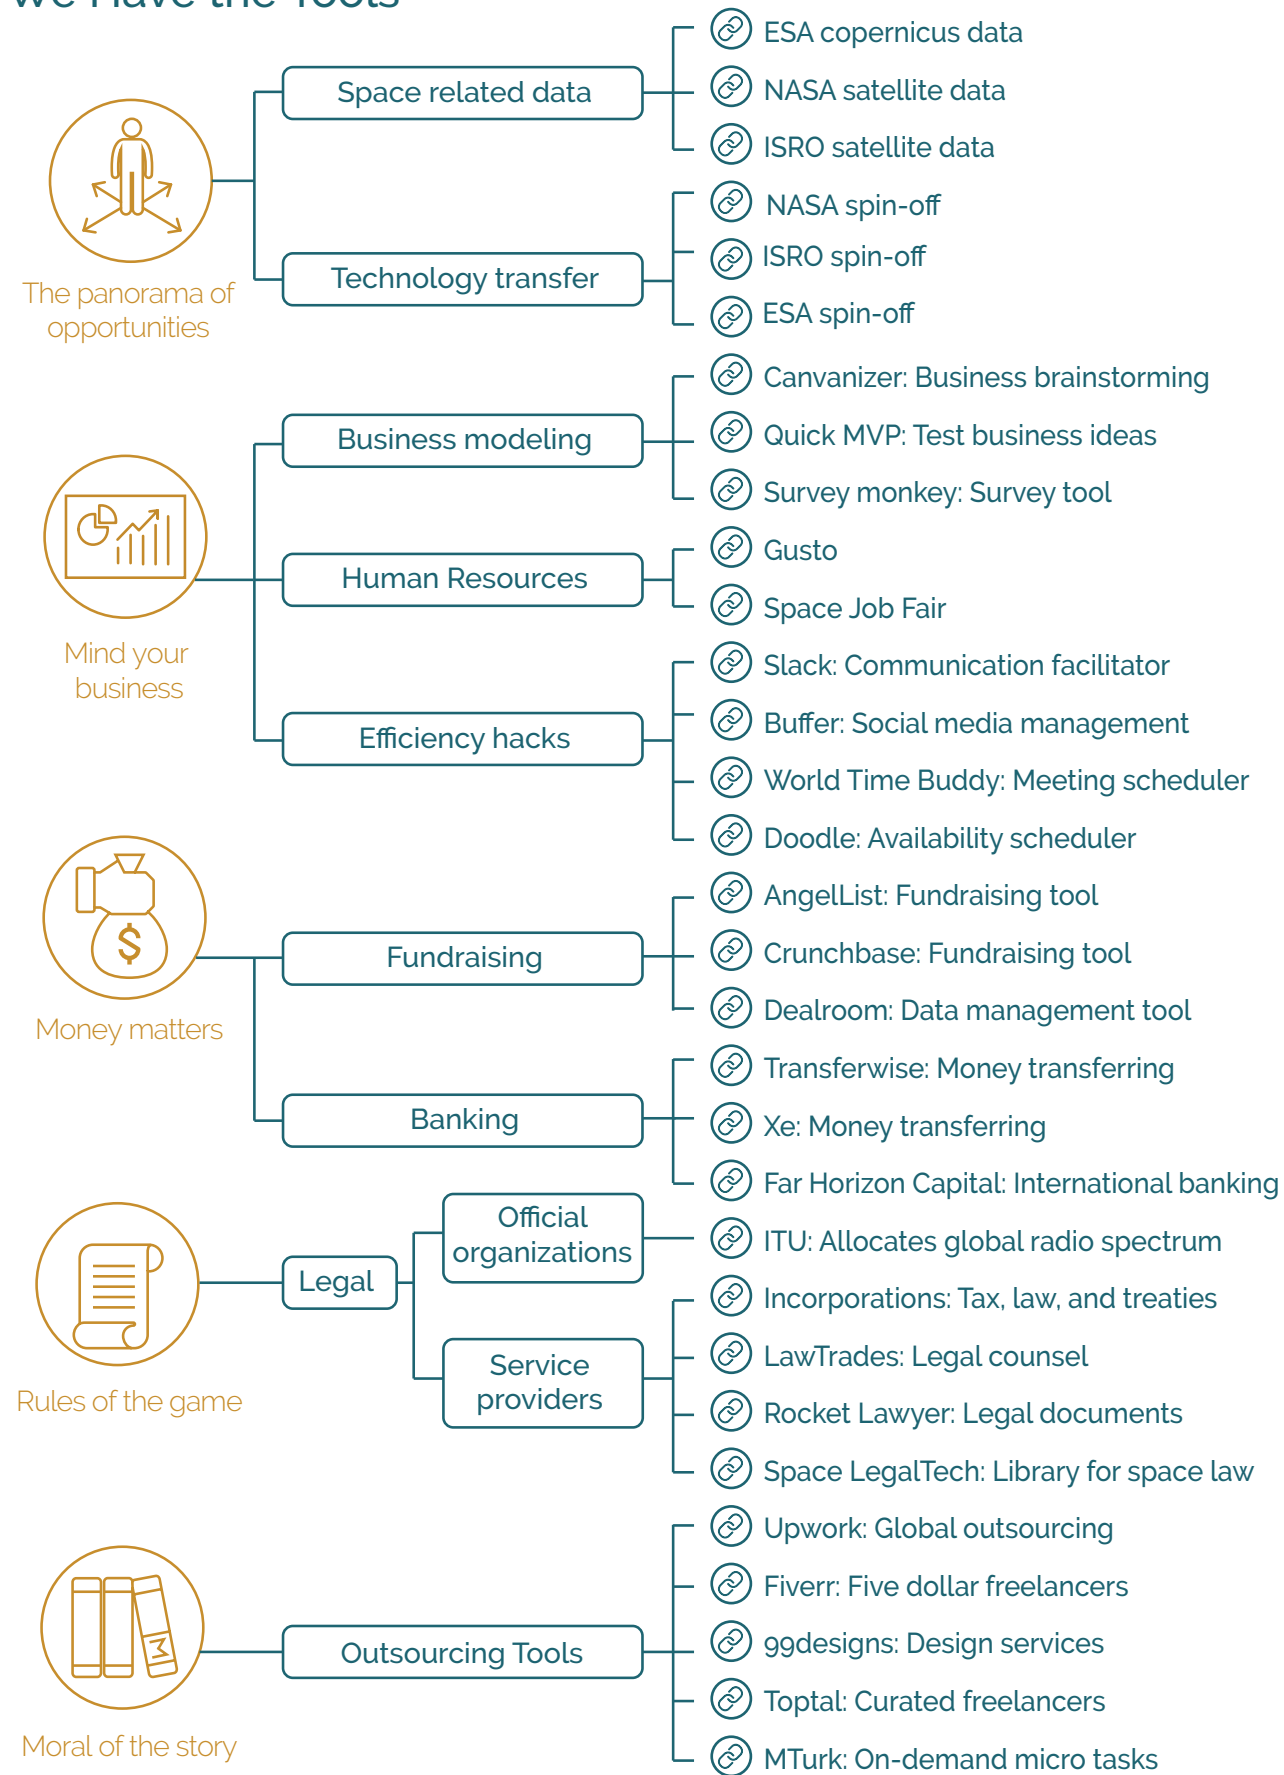 We Have the Tools
ESA copernicus data
Space related data
NASA satellite data
ISRO satellite data
NASA spin-off
ISRO spin-off
Technology transfer
ESA spin-off
The panorama of
opportunities
Canvanizer: Business brainstorming
Business modeling
Quick MVP: Test business ideas
Survey monkey: Survey tool
Gusto
Human Resources
Space Job Fair
Mind your
business
Slack: Communication facilitator
Buffer: Social media management
Efficiency hacks
World Time Buddy: Meeting scheduler
Doodle: Availability scheduler
$
Money matters
AngelList: Fundraising tool
Fundraising
Crunchbase: Fundraising tool
Dealroom: Data management tool
Transferwise: Money transferring
Banking
Xe: Money transferring
Far Horizon Capital: International banking
Rules of the game
Legal
Official
organizations
ITU: Allocates global radio spectrum
Service
providers
Incorporations: Tax, law, and treaties
LawTrades: Legal counsel
Rocket Lawyer: Legal documents
Space LegalTech: Library for space law
Moral of the story
Outsourcing Tools
Upwork: Global outsourcing
Fiverr: Five dollar freelancers
99designs: Design services
Toptal: Curated freelancers
MTurk: On-demand micro tasks